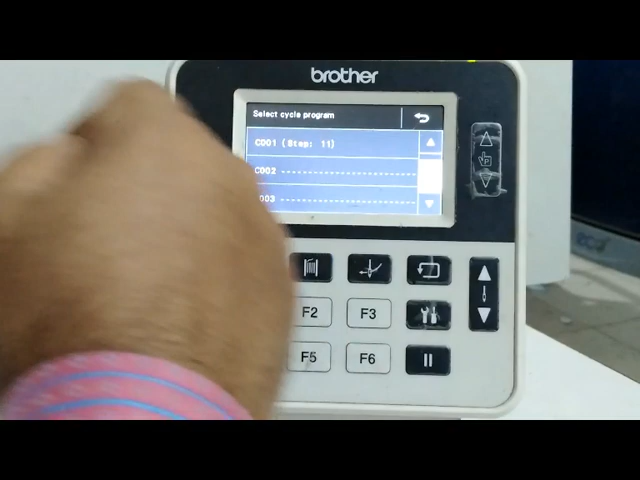 brother
Select cycle program
C001 (Step: 11)
C002 ------------------
003 ------------------
F2
F3
F5
F6
P